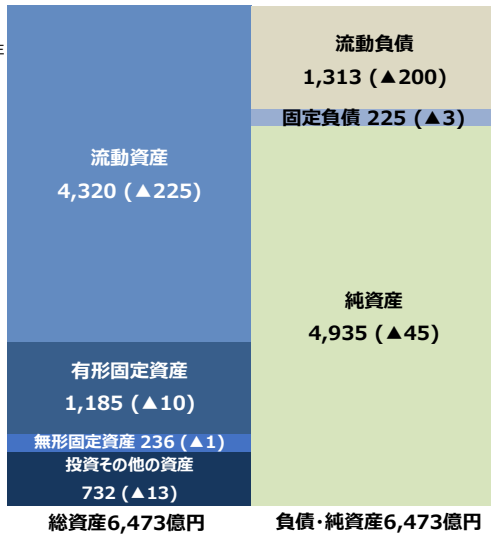 流動資産
4,320 (▲225)
有形固定資産
1,185 (▲10)
無形固定資産 236 (▲1)
投資その他の資産
732 (▲13)
総資産6,473億円
流動負債
1,313 (▲200)
固定負債 225 (▲3)
純資産
4,935 (▲45)
負債・純資産6,473億円